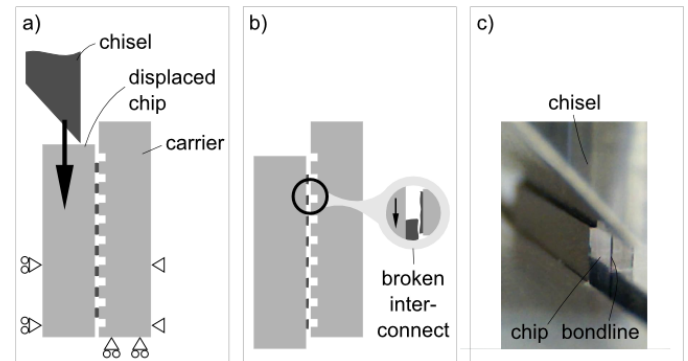 a)
chisel
displaced
chip
carrier
b)
broken
inter-
connect
c)
chisel
chip bondline